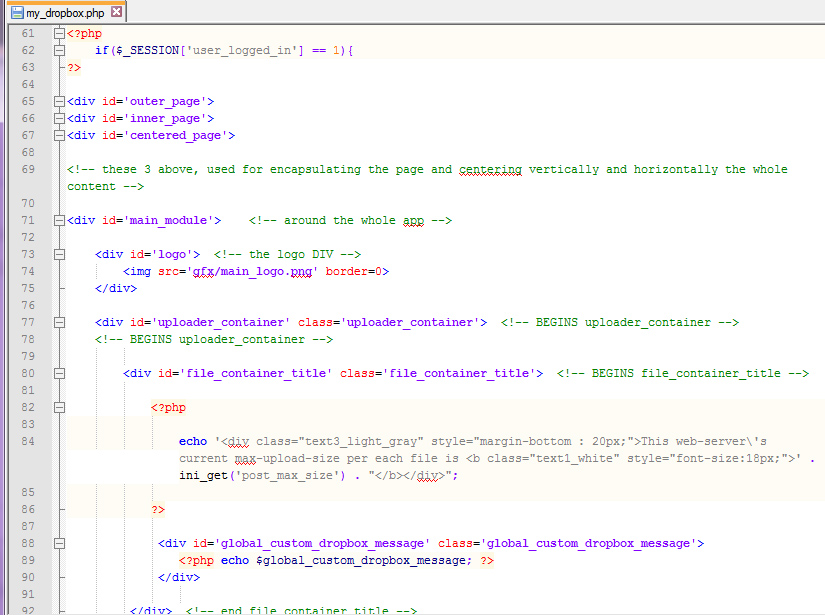 my_dropbox.php
61 <?php
62 if($_SESSION['user_logged_in'] == 1){
63 ?>
64
65 <div id='outer_page'>
66 <div id='inner_page'>
67 <div id='centered_page'>
68
69 <!-- these 3 above, used for encapsulating the page and centering vertically and horizontally the whole
content -->
70
71 <div id='main_module'> <!-- around the whole app -->
72
73 <div id='logo'> <!-- the logo DIV -->
74 <img src='gfx/main_logo.png' border=0>
75 </div>
76
77 <div id='uploader_container' class='uploader_container'> <!-- BEGINS uploader_container -->
78 <!-- BEGINS uploader_container -->
79
80 <div id='file_container_title' class='file_container_title'> <!-- BEGINS file_container_title -->
81
82 <?php
83
84 echo '<div class="text3_light_gray" style="margin-bottom : 20px;">This web-server\'s
current max-upload-size per each file is <b class="text1_white" style="font-size:18px;">' .
ini_get('post_max_size') . "</b></div>";
85
86 ?>
87
88 <div id='global_custom_dropbox_message' class='global_custom_dropbox_message'>
89 <?php echo $global_custom_dropbox_message; ?>
90 </div>
91
92 </div> <!-- end file container title -->